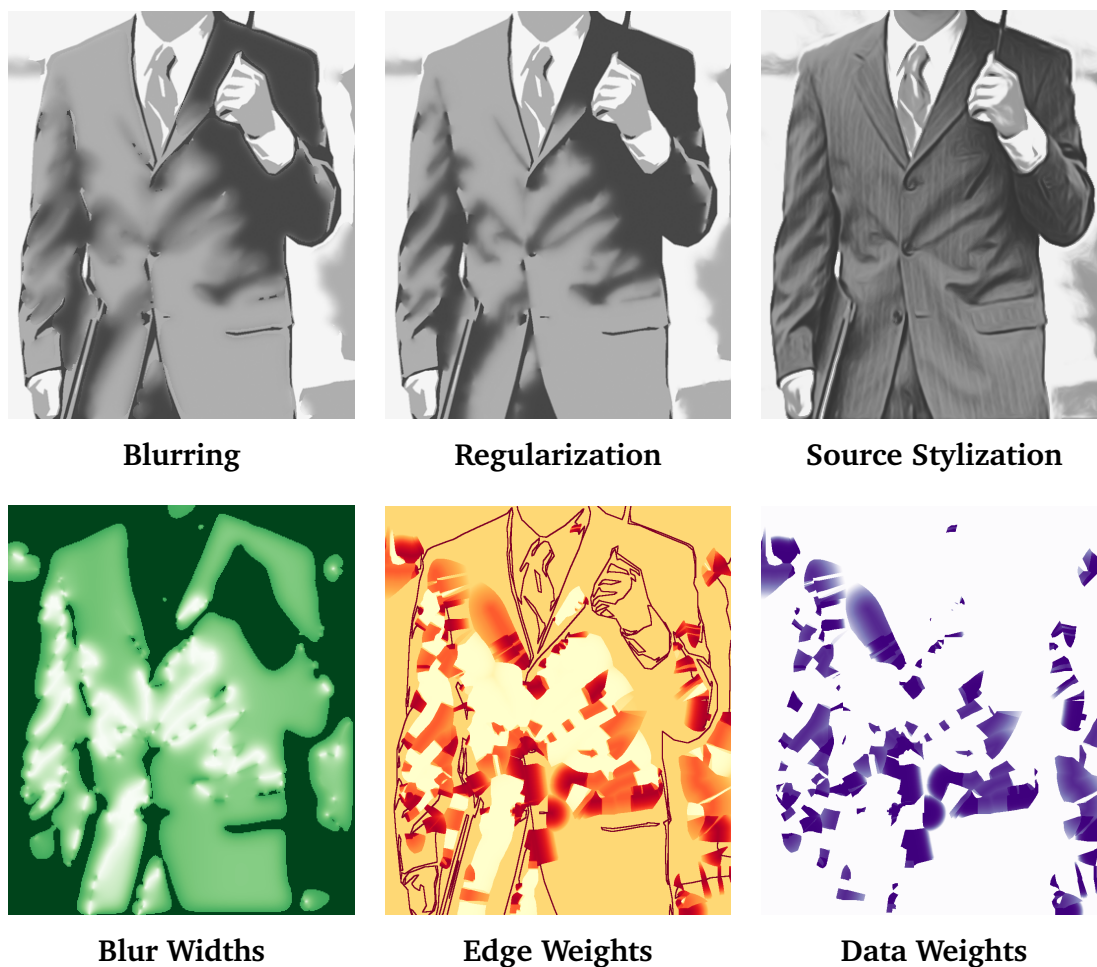 Blurring
Regularization
Source Stylization
Blur Widths
Edge Weights
Data Weights